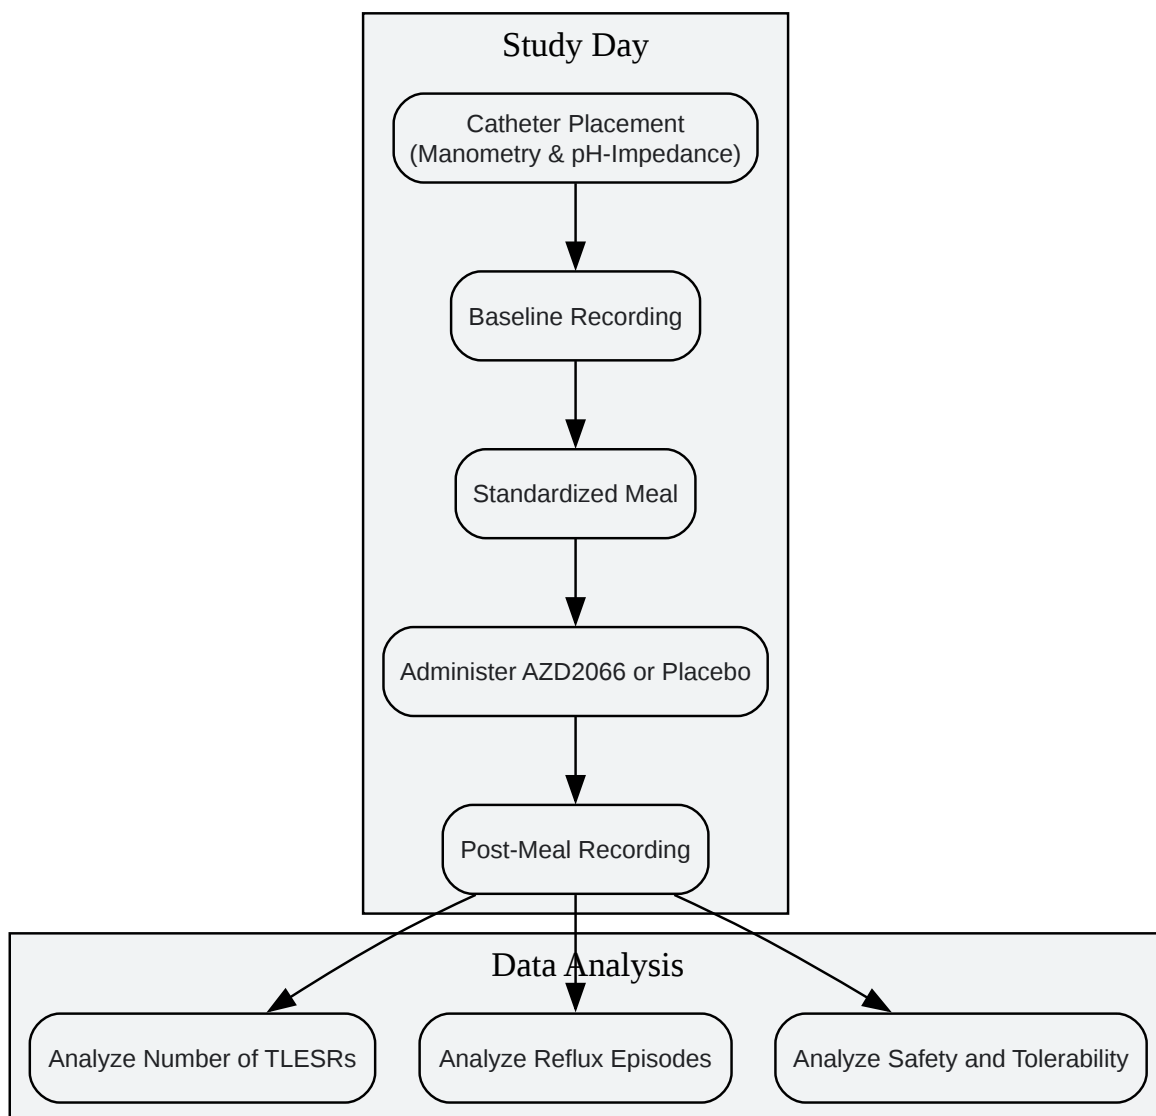 Study Day
Catheter Placement
(Manometry & pH-Impedance)
Baseline Recording
Standardized Meal
Administer AZD2066 or Placebo
Post-Meal Recording
Data Analysis
Analyze Number of TLESRs
Analyze Reflux Episodes
Analyze Safety and Tolerability